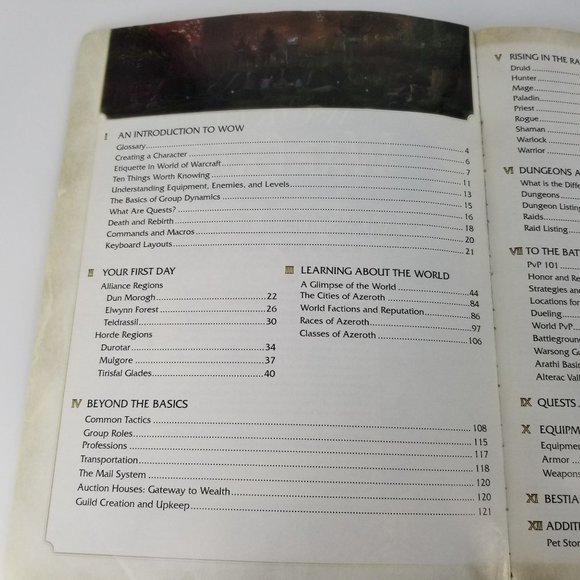 I AN INTRODUCTION TO WOW
Glossary 4
Creating a Character 6
Etiquette in World of Warcraft 7
Ten Things Worth Knowing 11
Understanding Equipment, Enemies, and Levels 13
The Basics of Group Dynamics 15
What Are Quests? 16
Death and Rebirth 18
Commands and Macros 20
Keyboard Layouts 21
II YOUR FIRST DAY
Alliance Regions
Dun Morogh 22
Elwynn Forest 26
Teldrassil 30
Horde Regions
Durotar 34
Mulgore 37
Tirisfal Glades 40
III LEARNING ABOUT THE WORLD
A Glimpse of the World 44
The Cities of Azeroth 84
World Factions and Reputation 86
Races of Azeroth 97
Classes of Azeroth 106
IV BEYOND THE BASICS
Common Tactics 108
Group Roles 115
Professions 117
Transportation 118
The Mail System 120
Auction Houses: Gateway to Wealth 120
Guild Creation and Upkeep 121
V RISING IN THE RA
Druid
Hunter
Mage
Paladin
Priest
Rogue
Shaman
Warlock
Warrior
VI DUNGEONS A
What is the Diffe
Dungeons
Dungeon Listing
Raids
Raid Listing
VII TO THE BATT
PvP 101
Honor and Re
Strategies an
Locations for
Dueling
World PvP
Battleground
Warsong Gu
Arathi Basin
Alterac Vall
IX QUESTS
X EQUIPM
Equipme
Armor
Weapons
XI BESTIA
XII ADDITI
Pet Ston